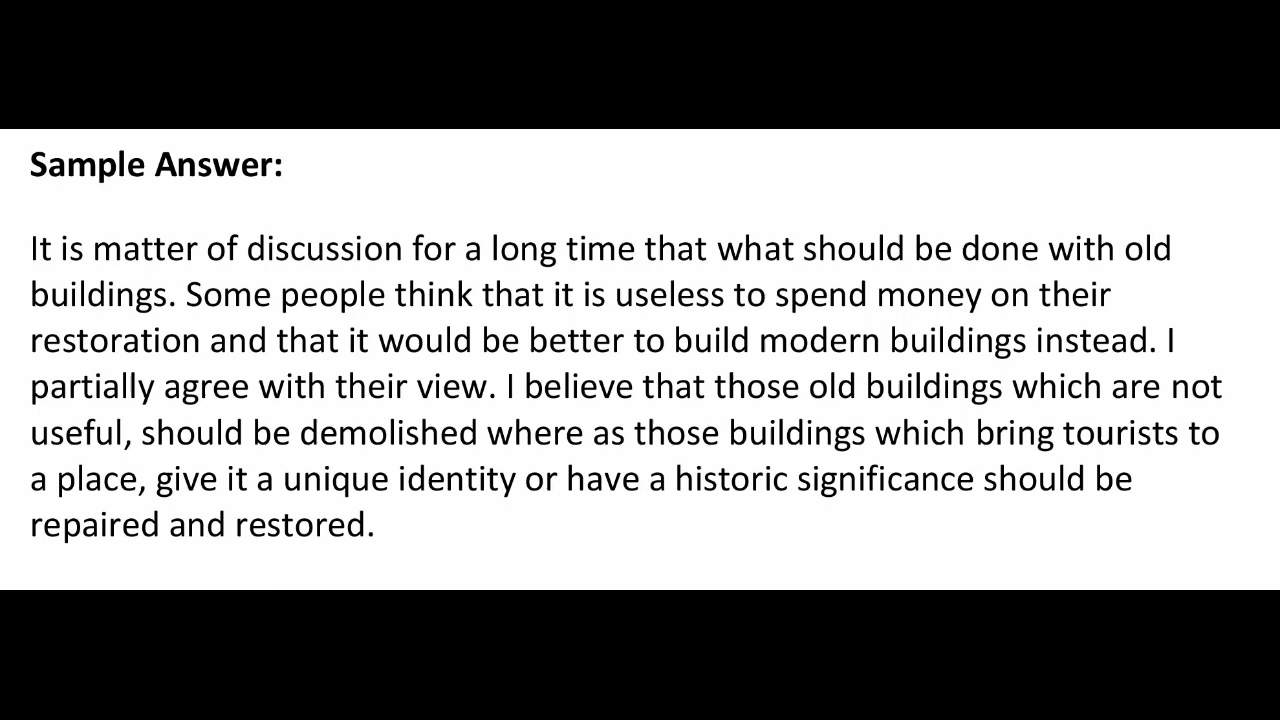 Sample Answer:
It is matter of discussion for a long time that what should be done with old
buildings. Some people think that it is useless to spend money on their
restoration and that it would be better to build modern buildings instead. I
partially agree with their view. I believe that those old buildings which are not
useful, should be demolished where as those buildings which bring tourists to
a place, give it a unique identity or have a historic significance should be
repaired and restored.